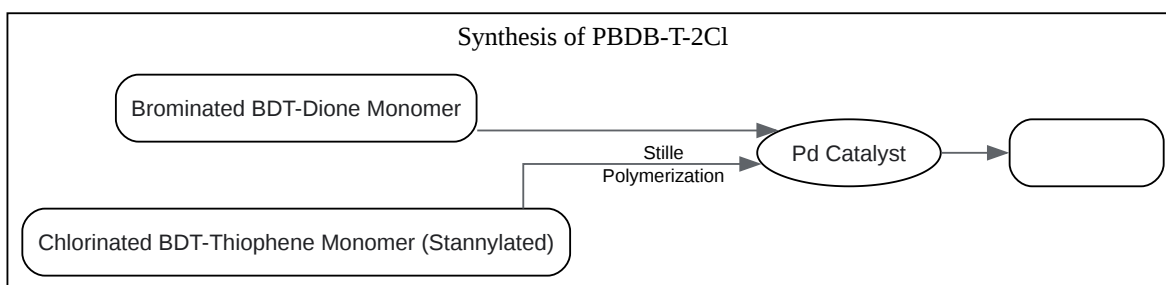 Synthesis of PBDB-T-2Cl
Brominated BDT-Dione Monomer
Stille
Polymerization
Pd Catalyst
Chlorinated BDT-Thiophene Monomer (Stannylated)